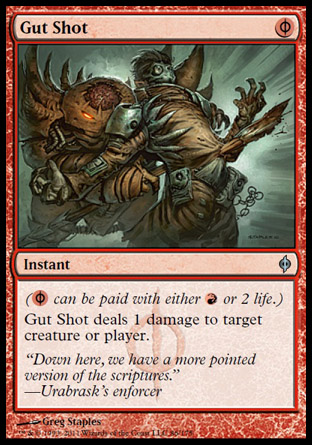 Gut Shot
Instant
( can be paid with either or 2 life.)
Gut Shot deals 1 damage to target
creature or player.
“Down here, we have a more pointed
version of the scriptures.”
—Urabrask’s enforcer
Greg Staples